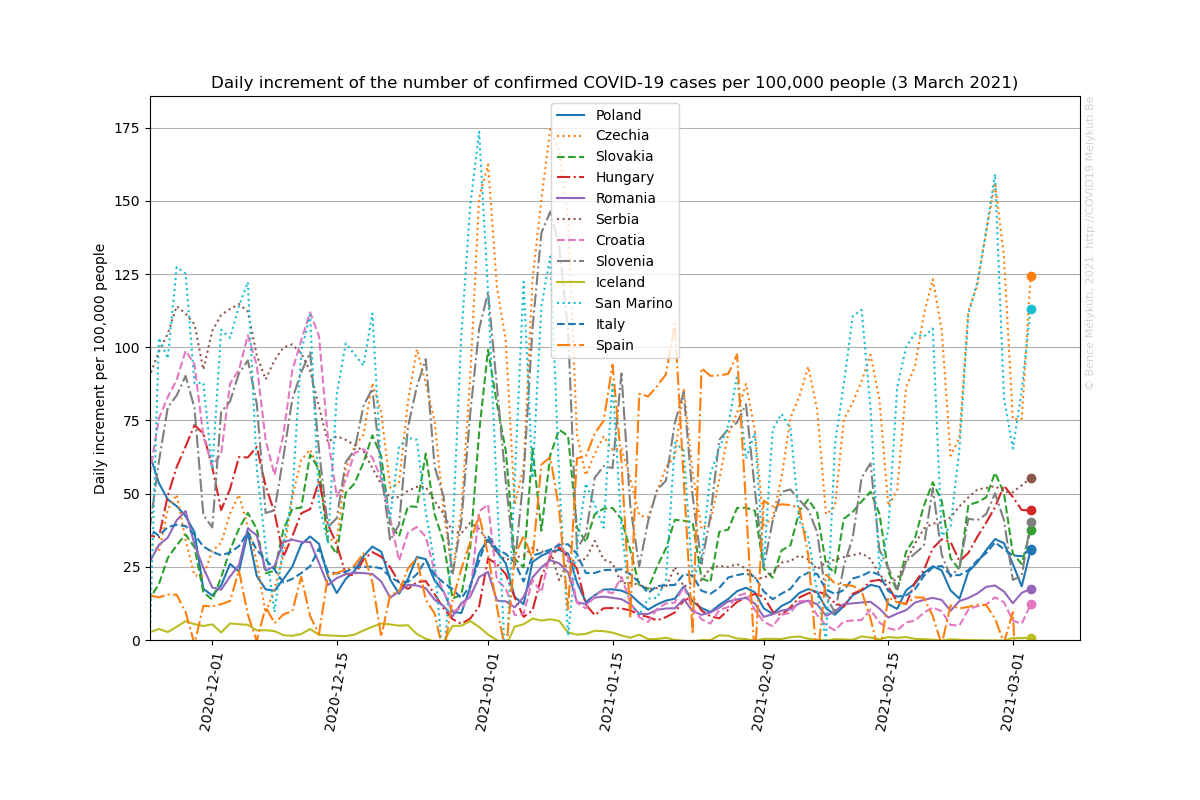 Daily increment of the number of confirmed COVID-19 cases per 100,000 people (3 March 2021)
Daily increment per 100,000 people
175
150
125
100
75
50
25
0
Poland
Czechia
Slovakia
Hungary
Romania
Serbia
Croatia
Slovenia
Iceland
San Marino
Italy
Spain
2020-12-01
2020-12-15
2021-01-01
2021-01-15
2021-02-01
2021-02-15
2021-03-01
© Bence Mélykúti, 2021 http://COVID19.Melykuti.Be